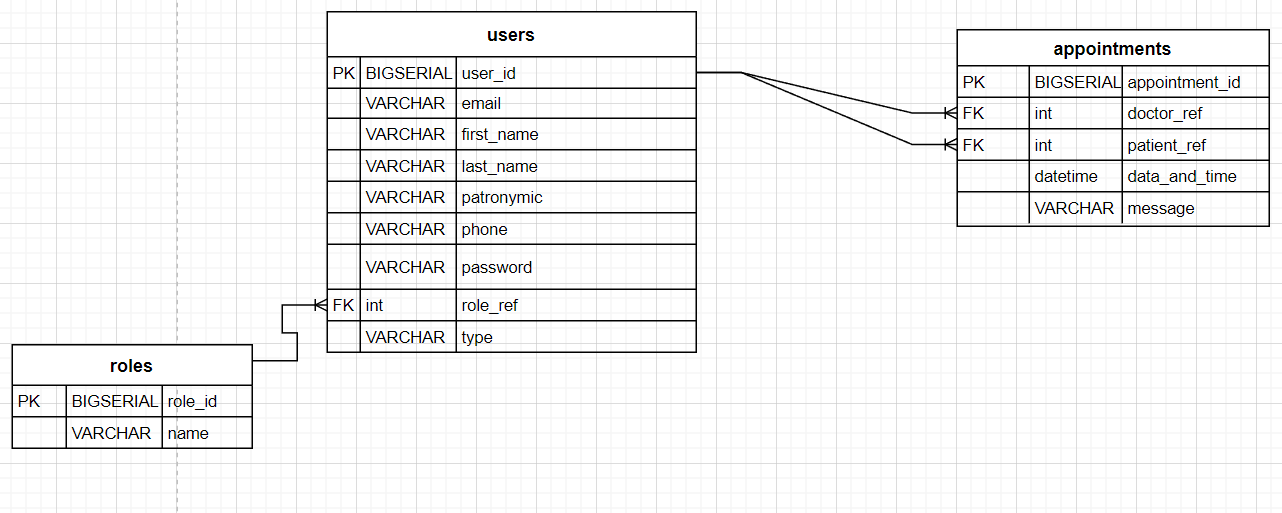 users
PK BIGSERIAL user_id
VARCHAR email
VARCHAR first_name
VARCHAR last_name
VARCHAR patronymic
VARCHAR phone
VARCHAR password
FK int role_ref
VARCHAR type
appointments
PK BIGSERIAL appointment_id
FK int doctor_ref
FK int patient_ref
datetime data_and_time
VARCHAR message
roles
PK BIGSERIAL role_id
VARCHAR name